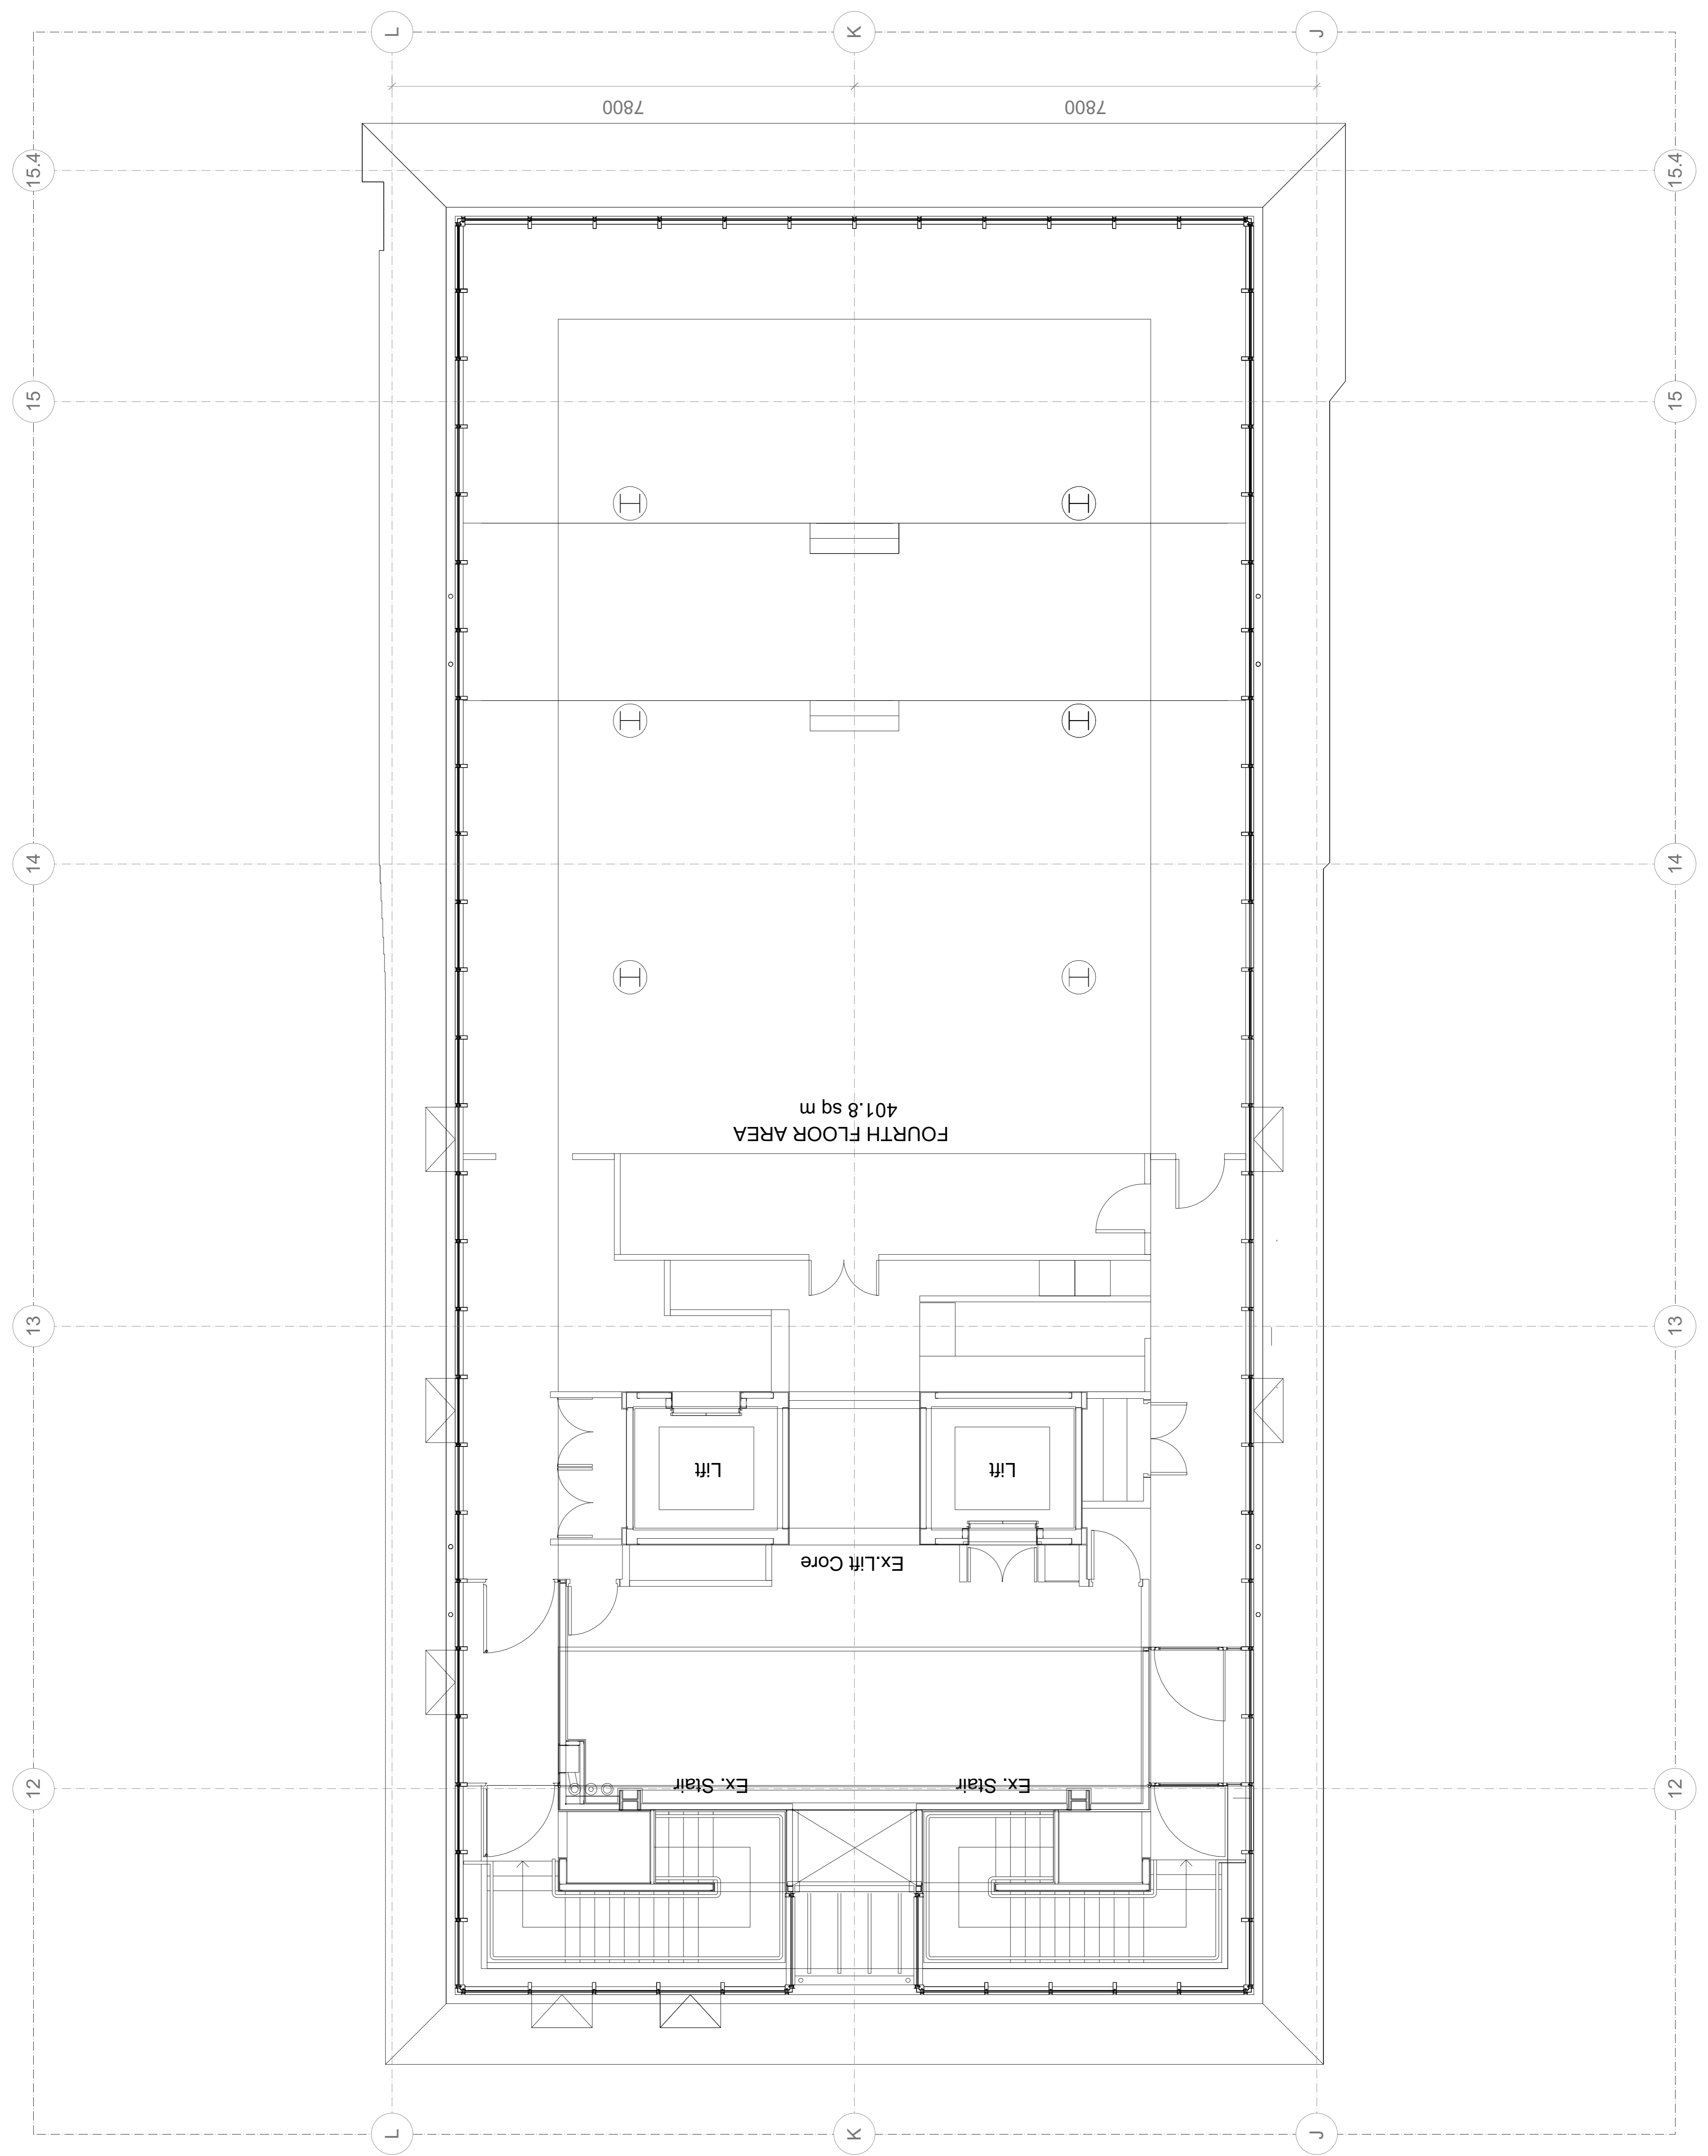 L
K
J
7800
7800
15.4
15.4
15
15
14
14
FOURTH FLOOR AREA
401.8 sq m
13
13
Lift
Lift
Ex.Lift Core
Ex. Stair
Ex. Stair
12
12
L
K
J